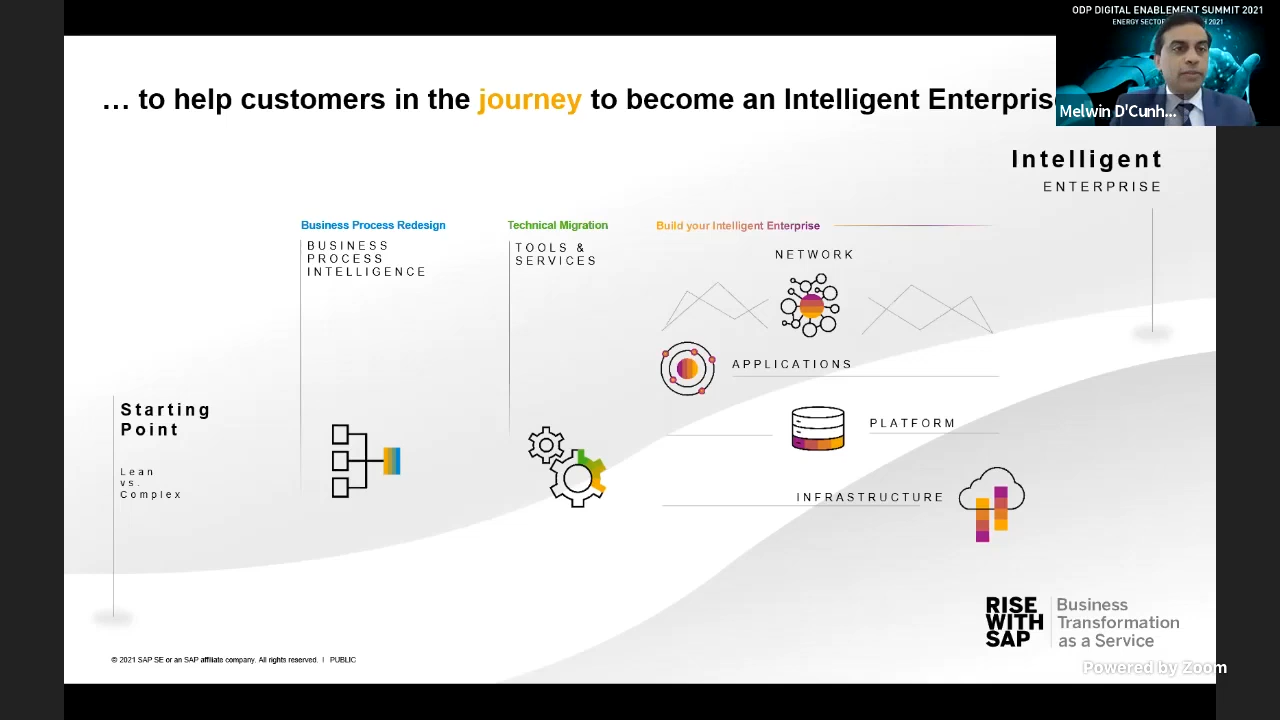 ODP DIGITAL ENABLEMENT SUMMIT 2021
ENERGY SECTOR 2021
Melwin D'Cunh...
... to help customers in the journey to become an Intelligent Enterpris
Intelligent
ENTERPRISE
Business Process Redesign
BUSINESS
PROCESS
INTELLIGENCE
Technical Migration
TOOLS &
SERVICES
Build your Intelligent Enterprise
NETWORK
APPLICATIONS
PLATFORM
INFRASTRUCTURE
Starting
Point
Lean
vs.
Complex
RISE
WITH
SAP
Business
Transformation
as a Service
© 2021 SAP SE or an SAP affiliate company. All rights reserved. I PUBLIC
Powered by Zoom